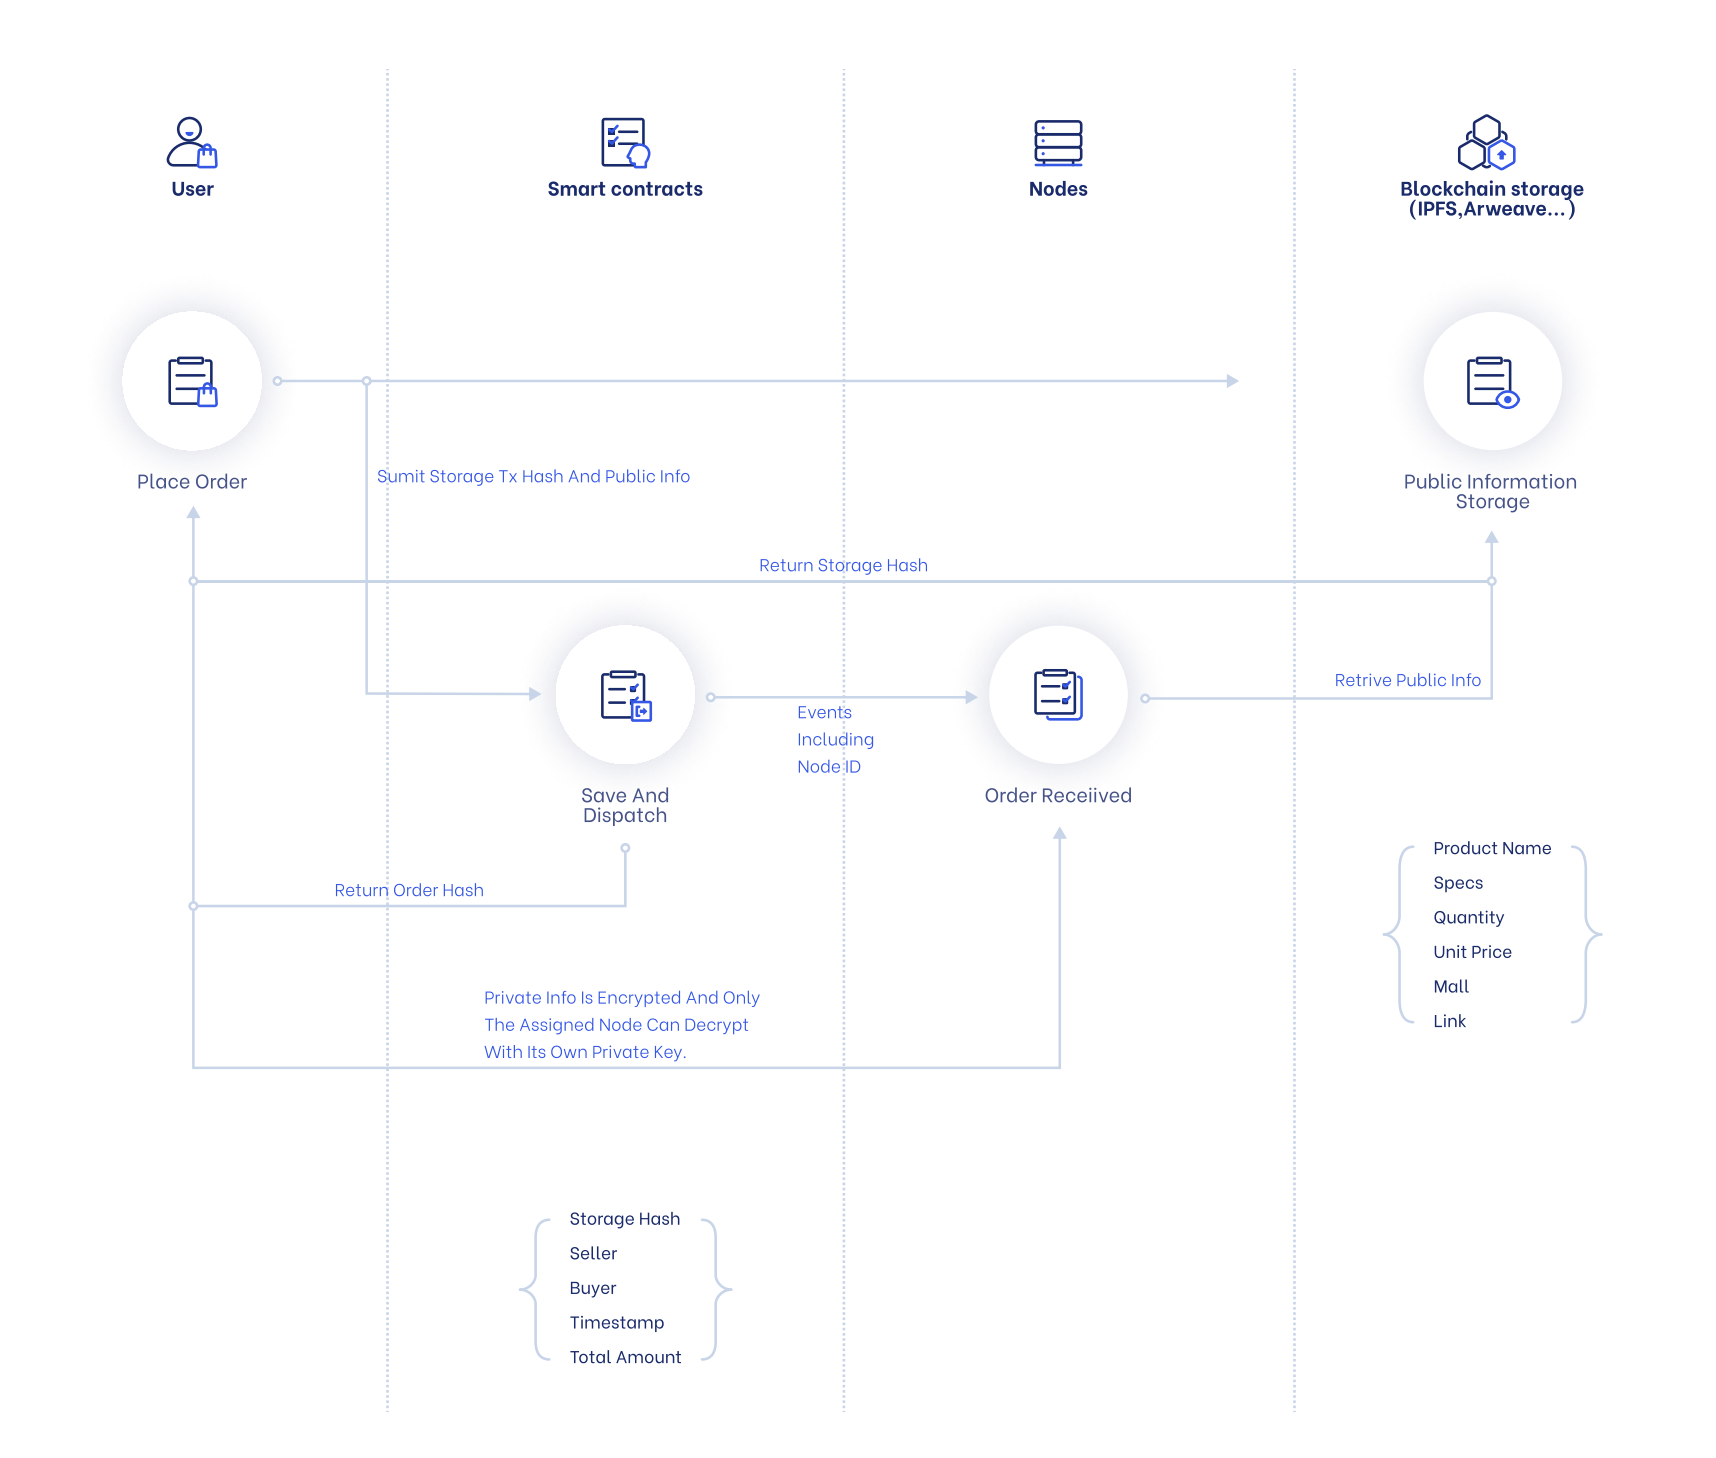 User
Smart contracts
Nodes
Blockchain storage
(IPFS,Arweave...)
Place Order
Sumit Storage Tx Hash And Public Info
Public Information
Storage
Return Storage Hash
Retrive Public Info
Events
Including
Node ID
Save And
Dispatch
Order Receiived
Return Order Hash
Product Name
Specs
Quantity
Unit Price
Mall
Link
Private Info Is Encrypted And Only
The Assigned Node Can Decrypt
With Its Own Private Key.
Storage Hash
Seller
Buyer
Timestamp
Total Amount